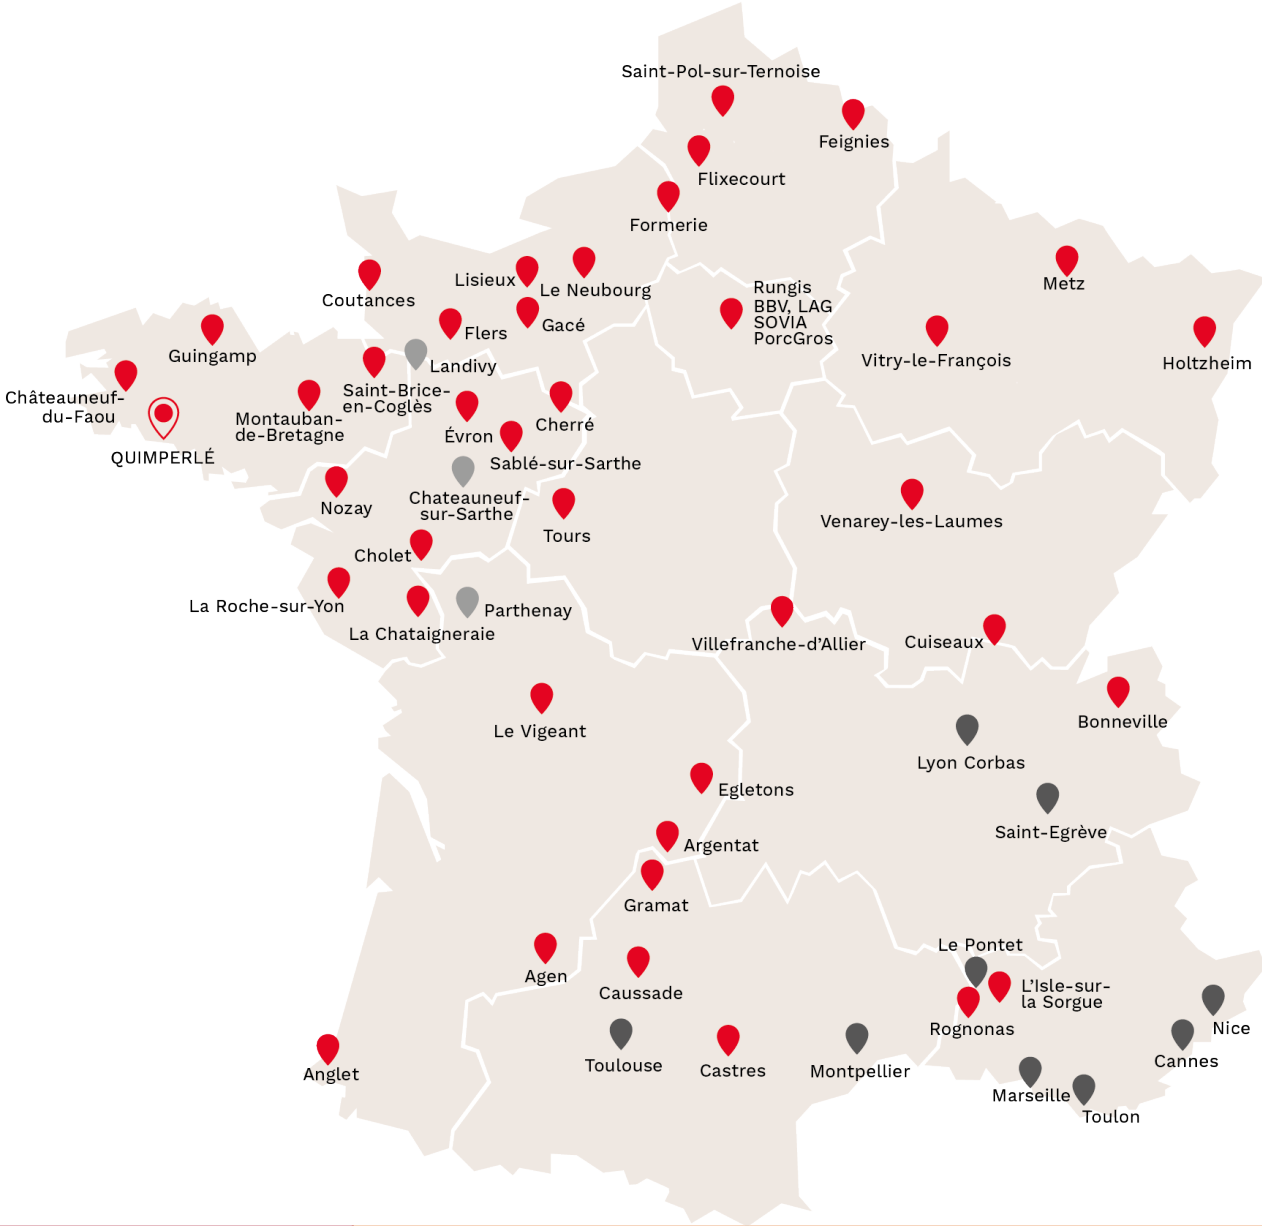 Saint-Pol-sur-Ternoise
Feignies
Flixecourt
Formerie
Metz
Lisieux
Le Neubourg
Rungis
BBV, LAG
SOVIA
PorcGros
Coutances
Gacé
Flers
Guingamp
Landivy
Vitry-le-François
Holtzheim
Châteauneuf-
du-Faou
Saint-Brice-
en-Coglès
Montauban-
de-Bretagne
Cherré
Évron
QUIMPERLÉ
Sablé-sur-Sarthe
Chateauneuf-
sur-Sarthe
Nozay
Venarey-les-Laumes
Tours
Cholet
La Roche-sur-Yon
Parthenay
La Chataigneraie
Villefranche-d’Allier
Cuiseaux
Bonneville
Le Vigeant
Lyon Corbas
Egletons
Saint-Egrève
Argentat
Gramat
Le Pontet
Agen
Caussade
L’Isle-sur-
la Sorgue
Rognonas
Nice
Cannes
Toulouse
Castres
Montpellier
Anglet
Marseille
Toulon